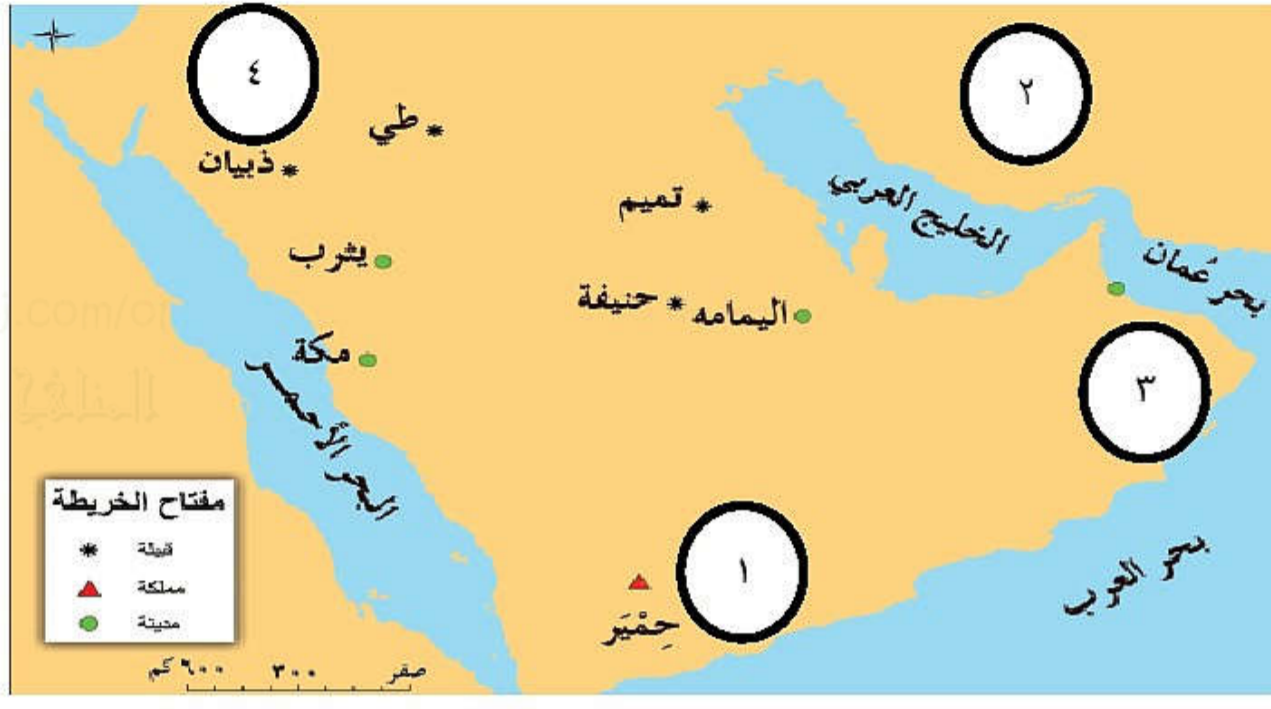 ٤
٢
طي
ذبيان
تميم
الخليج العربي
بحر عُمان
يثرب
حنيفة
اليمامه
مكة
٣
البحر الأحمر
١
حِمْيَر
بحر العرب
مفتاح الخريطة
قبيلة
مملكة
مدينة
صفر ٣٠٠ ٦٠٠ كم